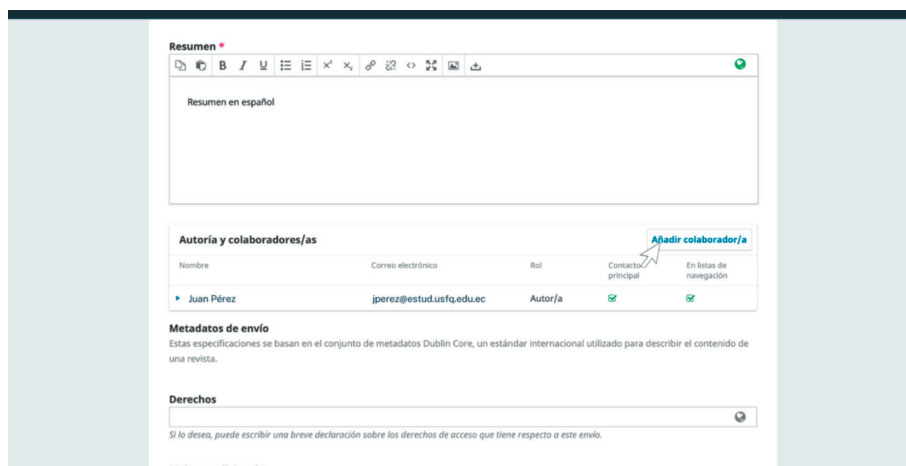 Resumen *
B I U x² x₂
Resumen en español
Autoría y colaboradores/as
Añadir colaborador/a
Nombre Correo electrónico Rol Contacto principal En listas de navegación
Juan Pérez jperez@estud.usfq.edu.ec Autor/a
Metadatos de envío
Estas especificaciones se basan en el conjunto de metadatos Dublin Core, un estándar internacional utilizado para describir el contenido de
una revista.
Derechos
Si lo desea, puede escribir una breve declaración sobre los derechos de acceso que tiene respecto a este envío.